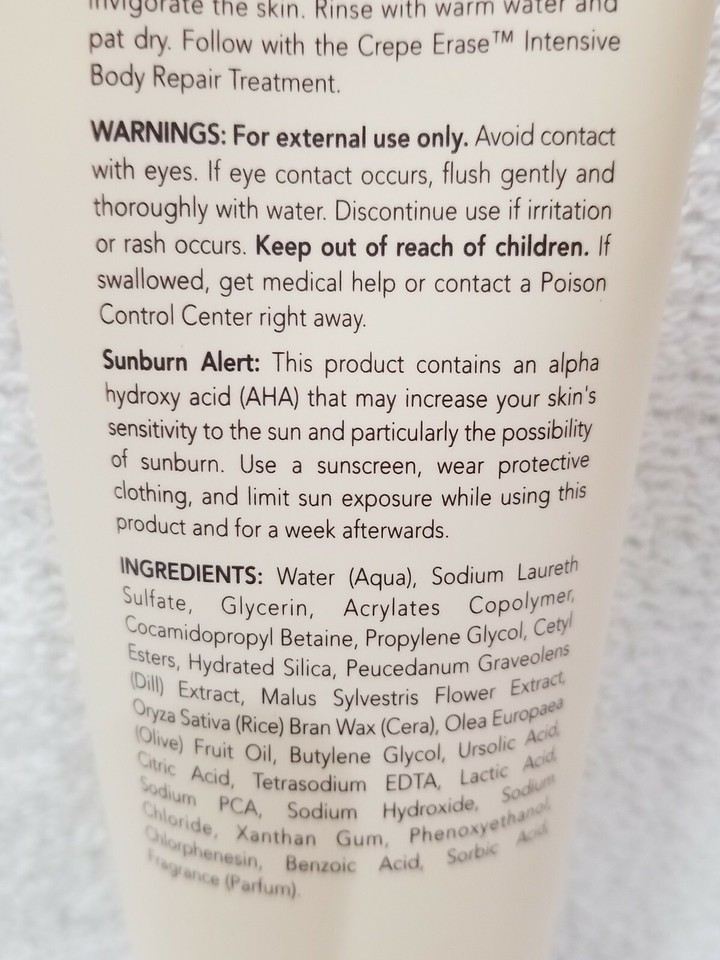 invigorate the skin. Rinse with warm water and
pat dry. Follow with the Crepe Erase™ Intensive
Body Repair Treatment.
WARNINGS: For external use only. Avoid contact
with eyes. If eye contact occurs, flush gently and
thoroughly with water. Discontinue use if irritation
or rash occurs. Keep out of reach of children. If
swallowed, get medical help or contact a Poison
Control Center right away.
Sunburn Alert: This product contains an alpha
hydroxy acid (AHA) that may increase your skin's
sensitivity to the sun and particularly the possibility
of sunburn. Use a sunscreen, wear protective
clothing, and limit sun exposure while using this
product and for a week afterwards.
INGREDIENTS: Water (Aqua), Sodium Laureth
Sulfate, Glycerin, Acrylates Copolymer,
Cocamidopropyl Betaine, Propylene Glycol, Cetyl
Esters, Hydrated Silica, Peucedanum Graveolens
(Dill) Extract, Malus Sylvestris Flower Extract,
Oryza Sativa (Rice) Bran Wax (Cera), Olea Europaea
(Olive) Fruit Oil, Butylene Glycol, Ursolic Acid,
Citric Acid, Tetrasodium EDTA, Lactic Acid,
Sodium PCA, Sodium Hydroxide, Sodium
Chloride, Xanthan Gum, Phenoxyethanol,
Chlorphenesin, Benzoic Acid, Sorbic Acid,
Fragrance (Parfum).